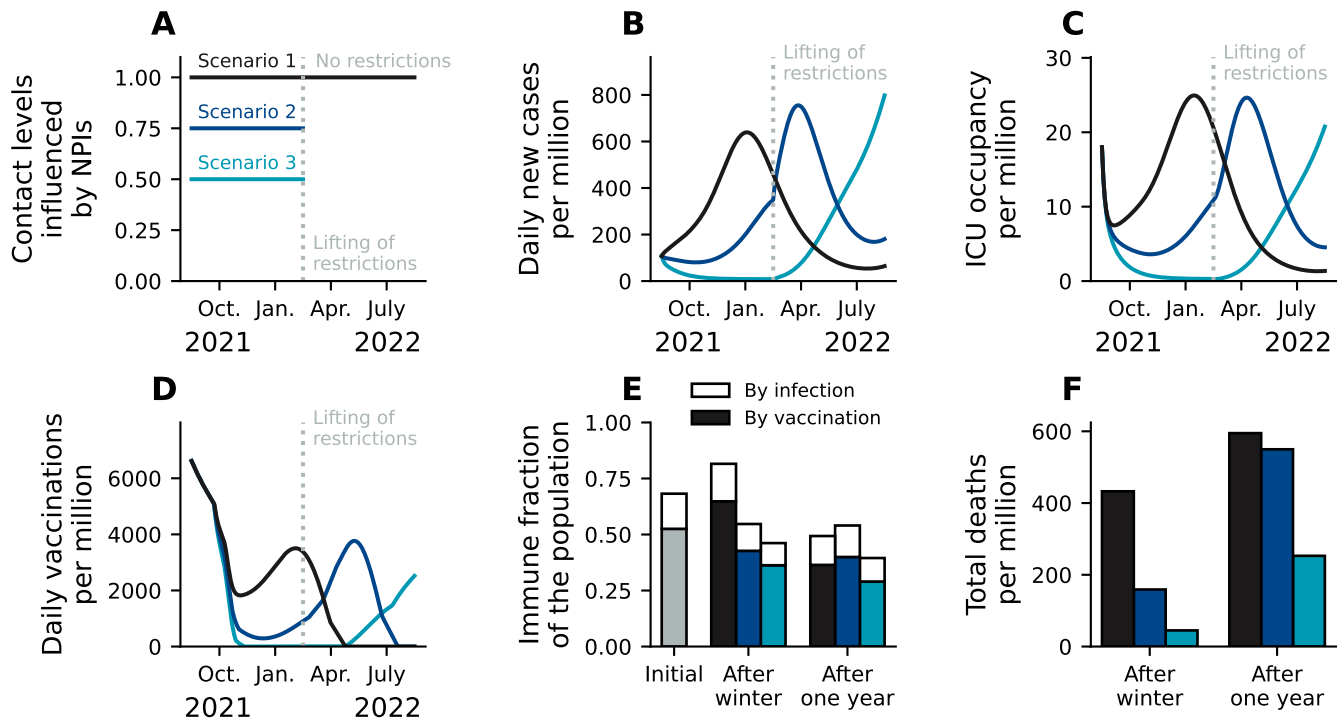 A
Contact levels
influenced
by NPIs
1.00
0.75
0.50
0.25
0.00
Scenario 1
No restrictions
Scenario 2
Scenario 3
Lifting of
restrictions
Oct.
Jan.
Apr.
July
2021
2022
B
Daily new cases
per million
800
600
400
200
0
Lifting of
restrictions
Oct.
Jan.
Apr.
July
2021
2022
C
ICU occupancy
per million
30
20
10
0
Lifting of
restrictions
Oct.
Jan.
Apr.
July
2021
2022
D
Daily vaccinations
per million
6000
4000
2000
0
Lifting of
restrictions
Oct.
Jan.
Apr.
July
2021
2022
E
By infection
By vaccination
Immune fraction
of the population
1.00
0.75
0.50
0.25
0.00
Initial
After
winter
After
one year
F
Total deaths
per million
600
400
200
0
After
winter
After
one year